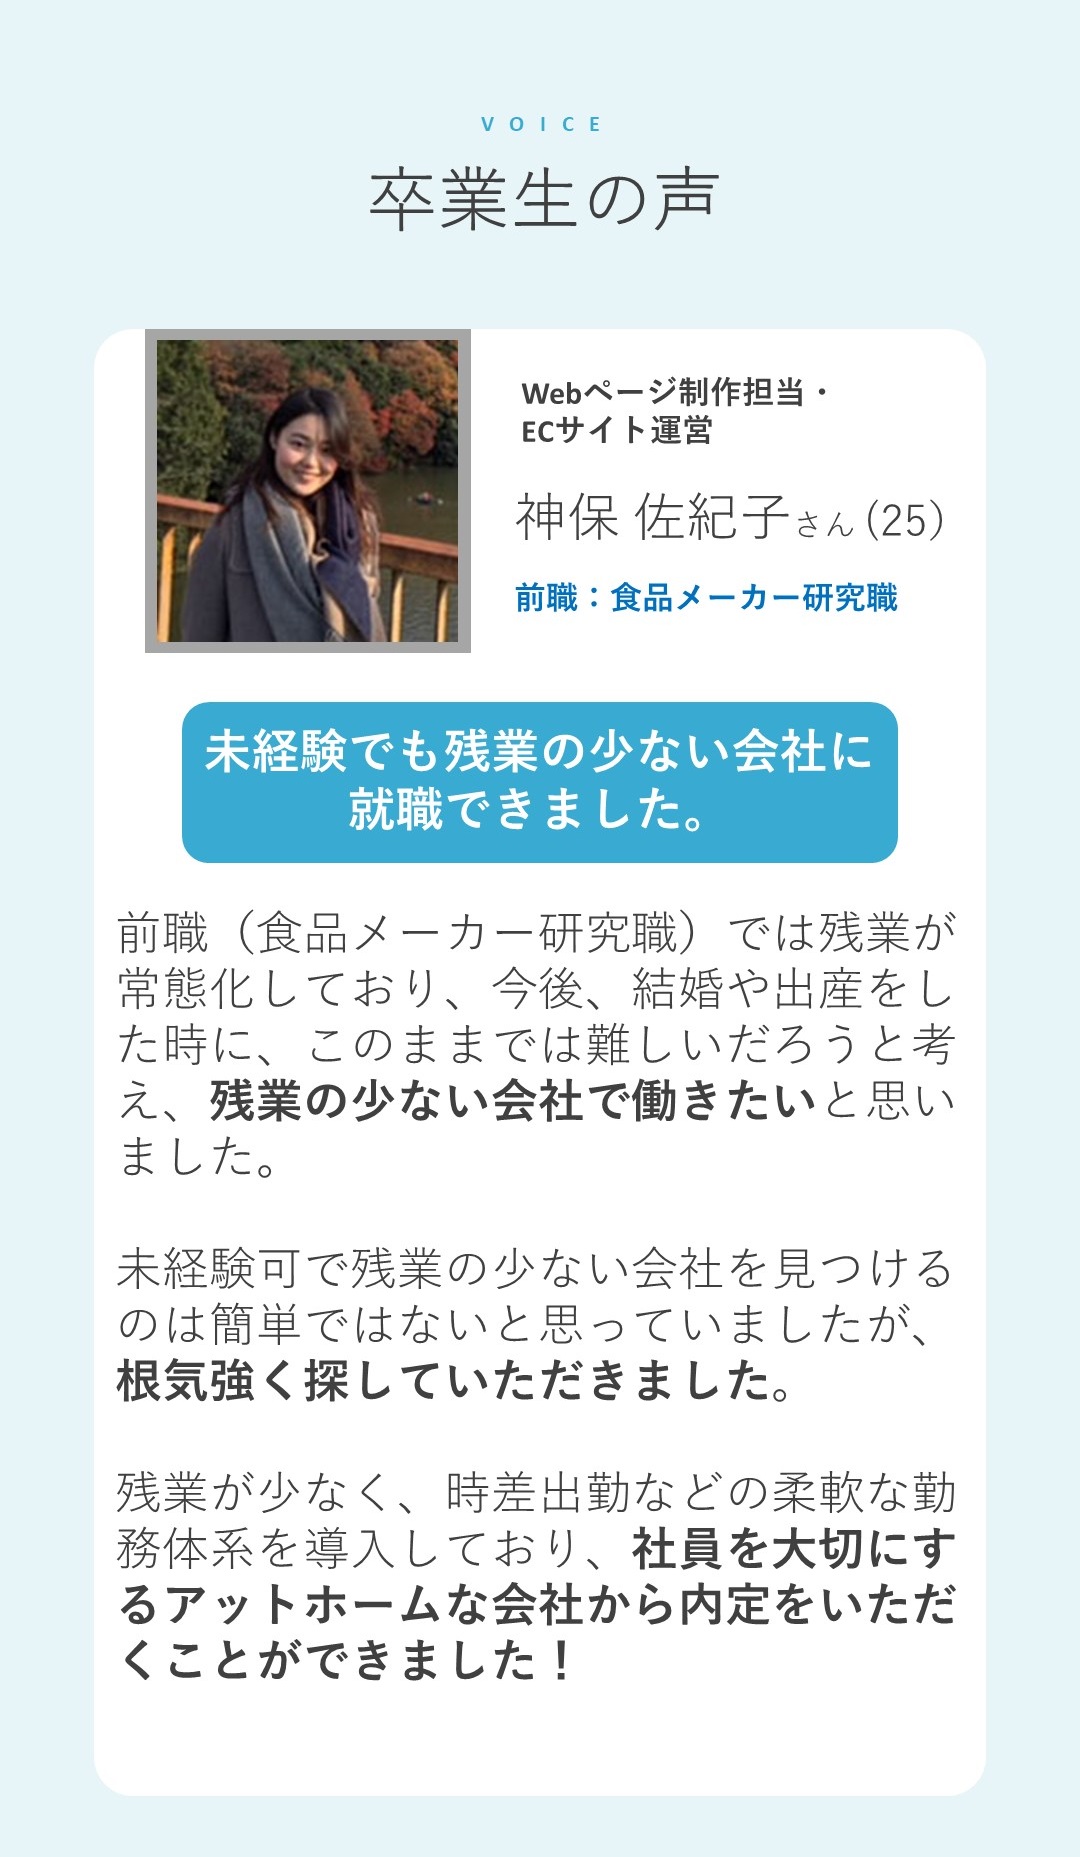 VOICE
卒業生の声
Webページ制作担当・
ECサイト運営
神保 佐紀子さん(25)
前職：食品メーカー研究職
未経験でも残業の少ない会社に
就職できました。
前職（食品メーカー研究職）では残業が
常態化しており、今後、結婚や出産をし
た時に、このままでは難しいだろうと考
え、残業の少ない会社で働きたいと思い
ました。
未経験可で残業の少ない会社を見つける
のは簡単ではないと思っていましたが、
根気強く探していただきました。
残業が少なく、時差出勤などの柔軟な勤
務体系を導入しており、社員を大切にす
るアットホームな会社から内定をいただ
くことができました！